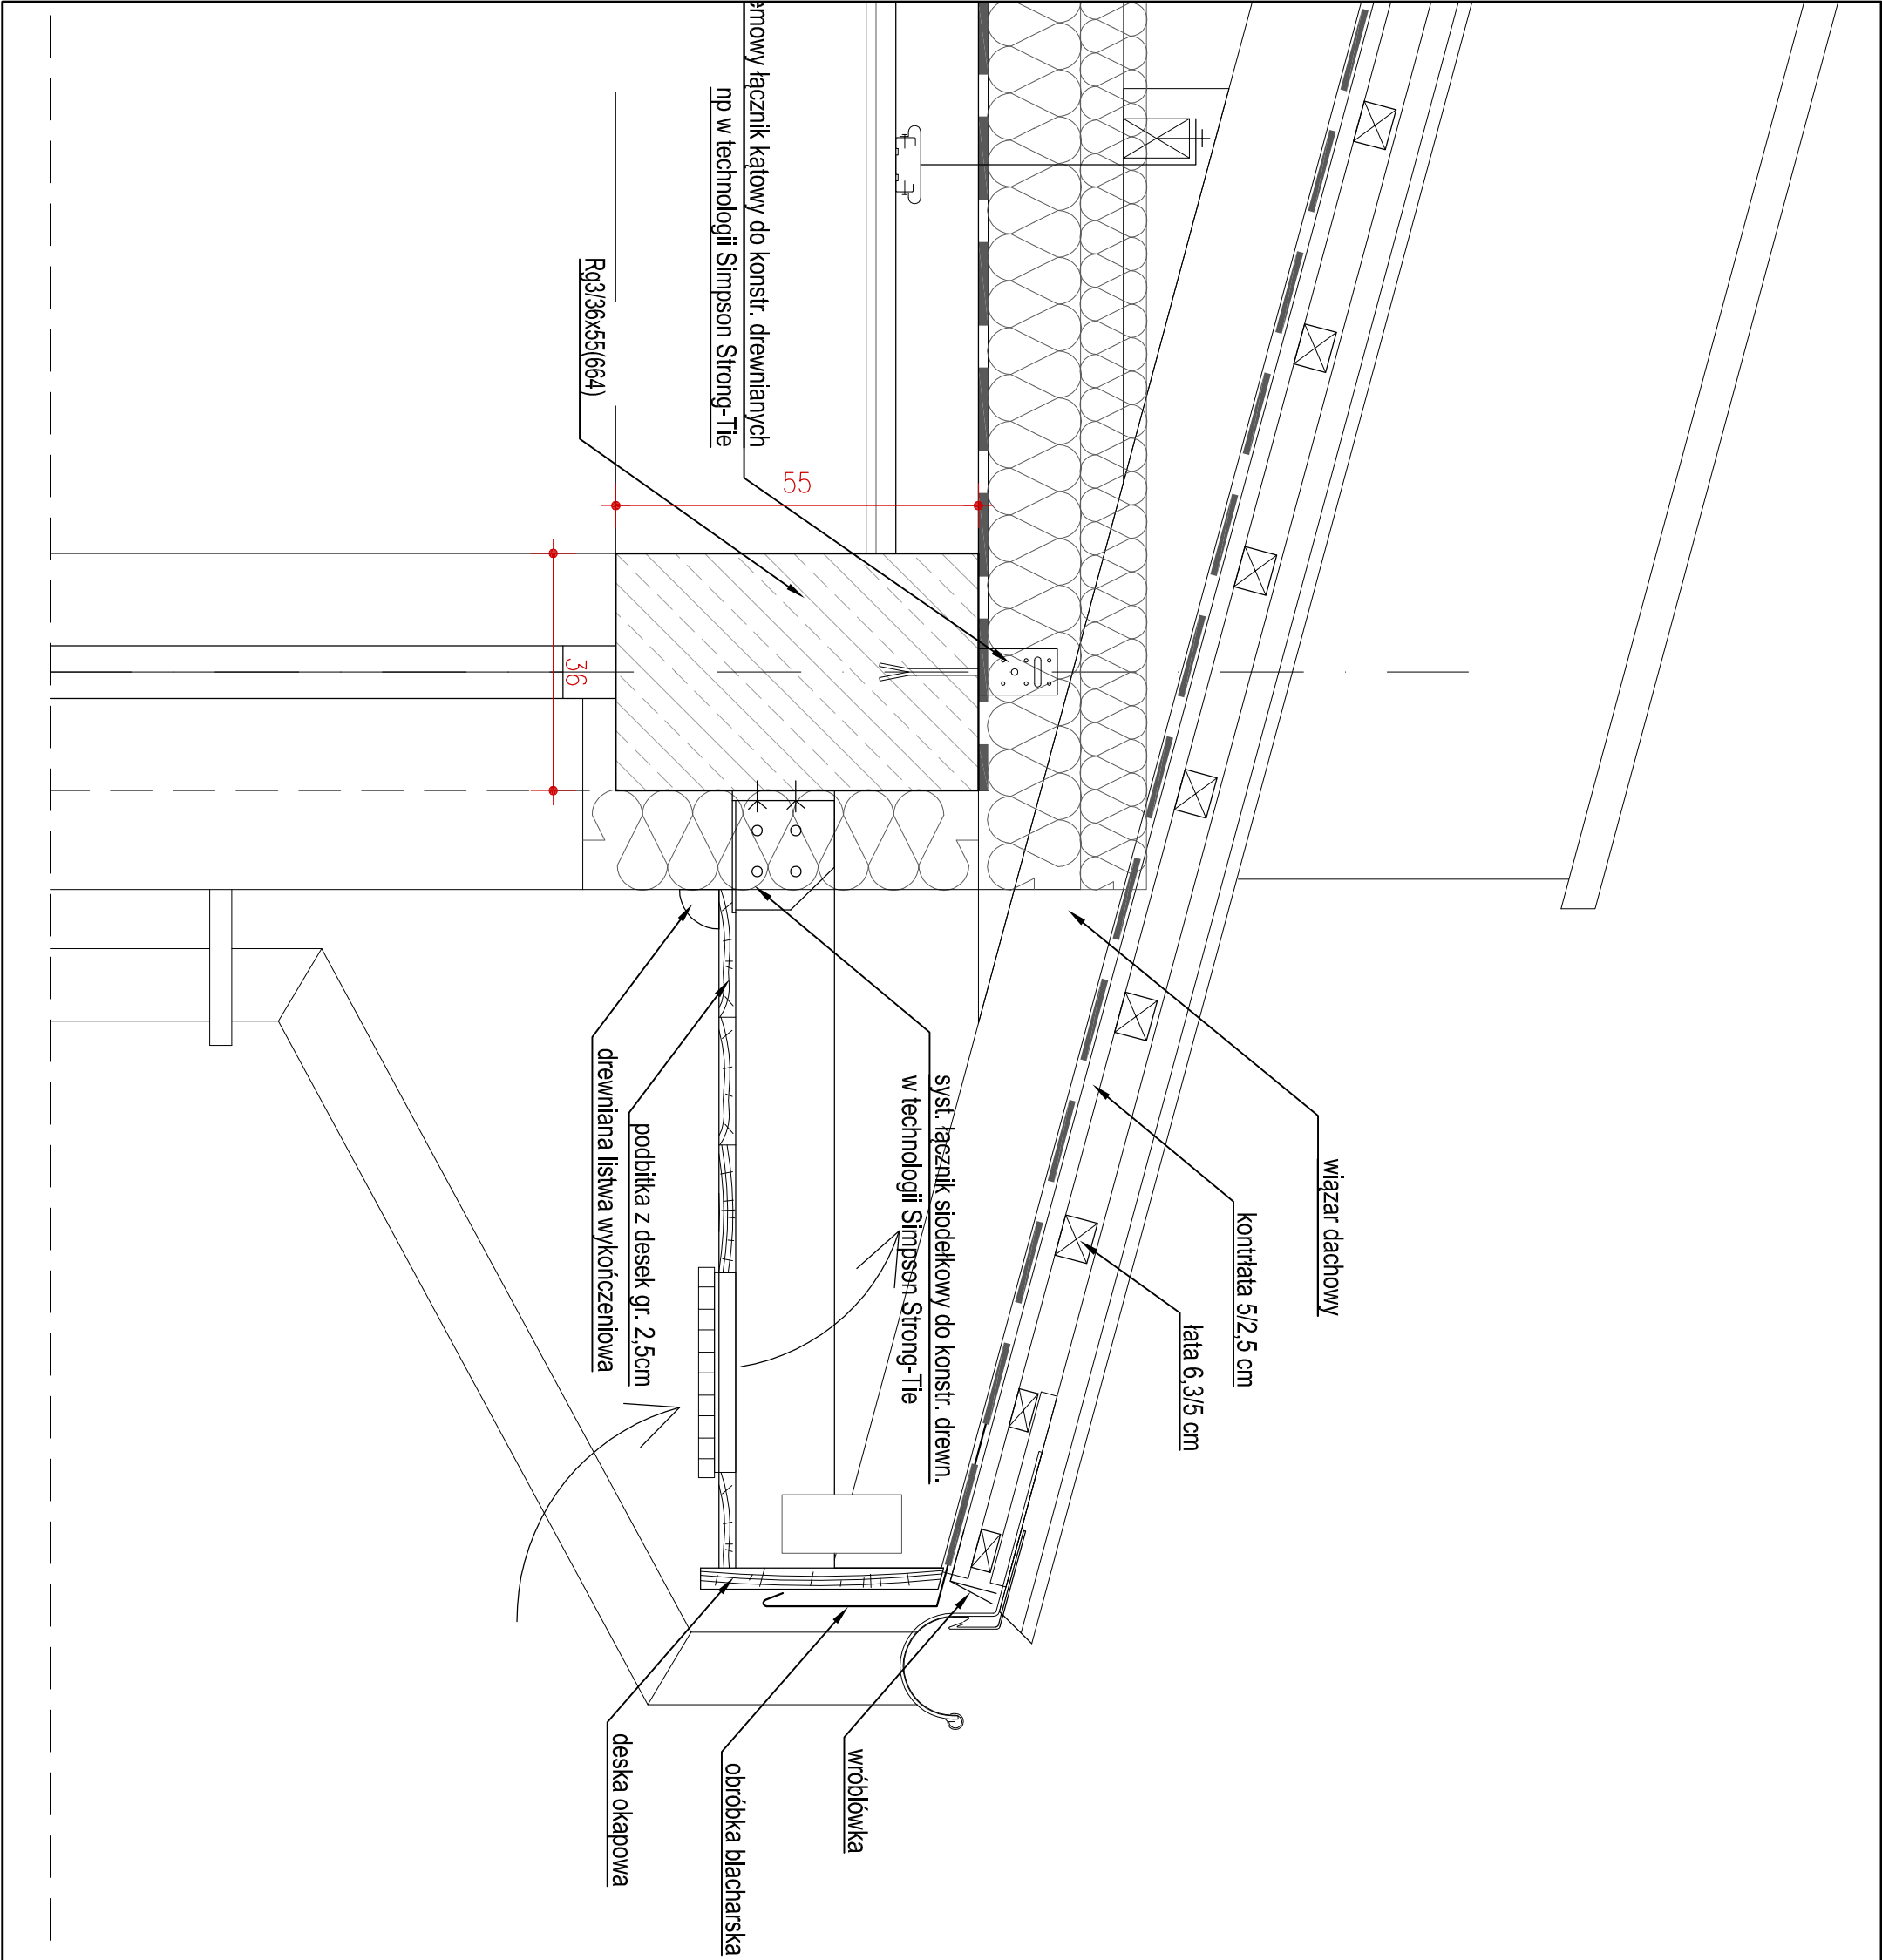 wiązar dachowy
kontrłata 5/2,5 cm
łata 6,3/5 cm
syst. łącznik siodełkowy do konstr. drewn.
w technologii Simpson Strong-Tie
wróblówka
łącznik kątowy do konstr. drewnianych
np w technologii Simpson Strong-Tie
obróbka blacharska
podbitka z desek gr. 2,5cm
deska okapowa
drewniana listwa wykończeniowa
Rg3/36x55(664)
55
36